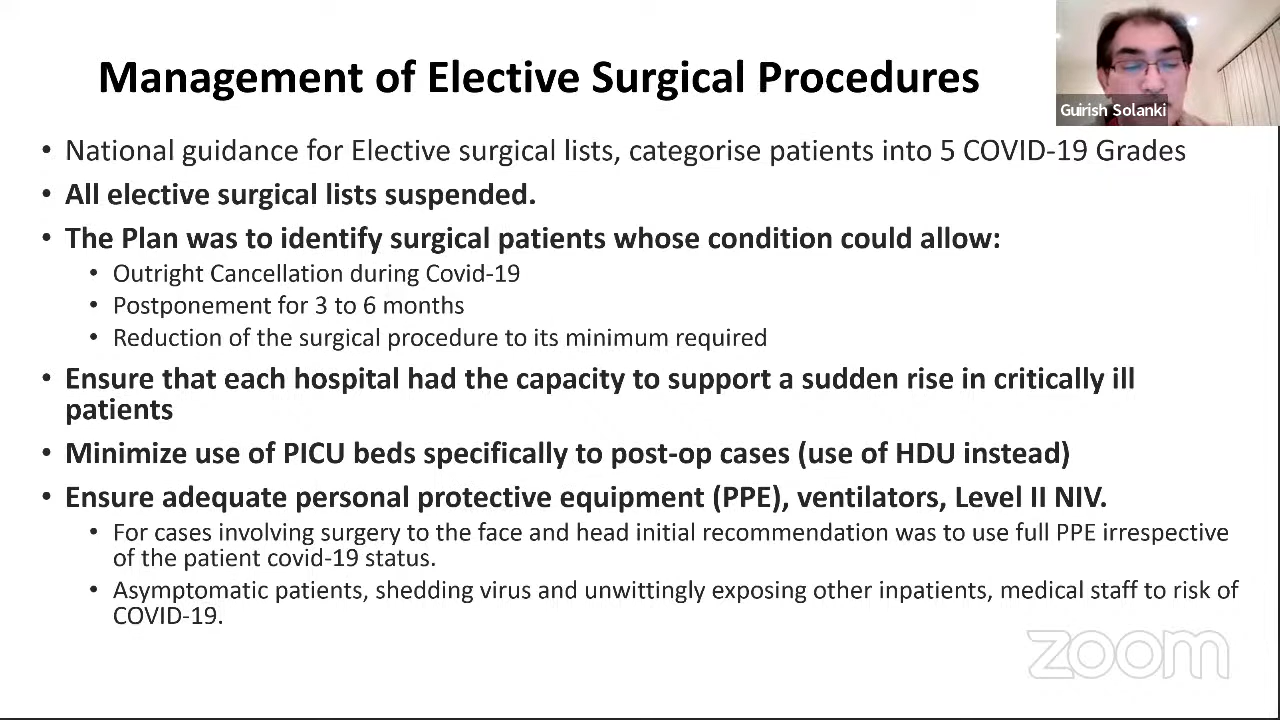 Management of Elective Surgical Procedures
Guirish Solanki
• National guidance for Elective surgical lists, categorise patients into 5 COVID-19 Grades
• All elective surgical lists suspended.
• The Plan was to identify surgical patients whose condition could allow:
• Outright Cancellation during Covid-19
• Postponement for 3 to 6 months
• Reduction of the surgical procedure to its minimum required
• Ensure that each hospital had the capacity to support a sudden rise in critically ill
patients
• Minimize use of PICU beds specifically to post-op cases (use of HDU instead)
• Ensure adequate personal protective equipment (PPE), ventilators, Level II NIV.
• For cases involving surgery to the face and head initial recommendation was to use full PPE irrespective
of the patient covid-19 status.
• Asymptomatic patients, shedding virus and unwittingly exposing other inpatients, medical staff to risk of
COVID-19.
zoom